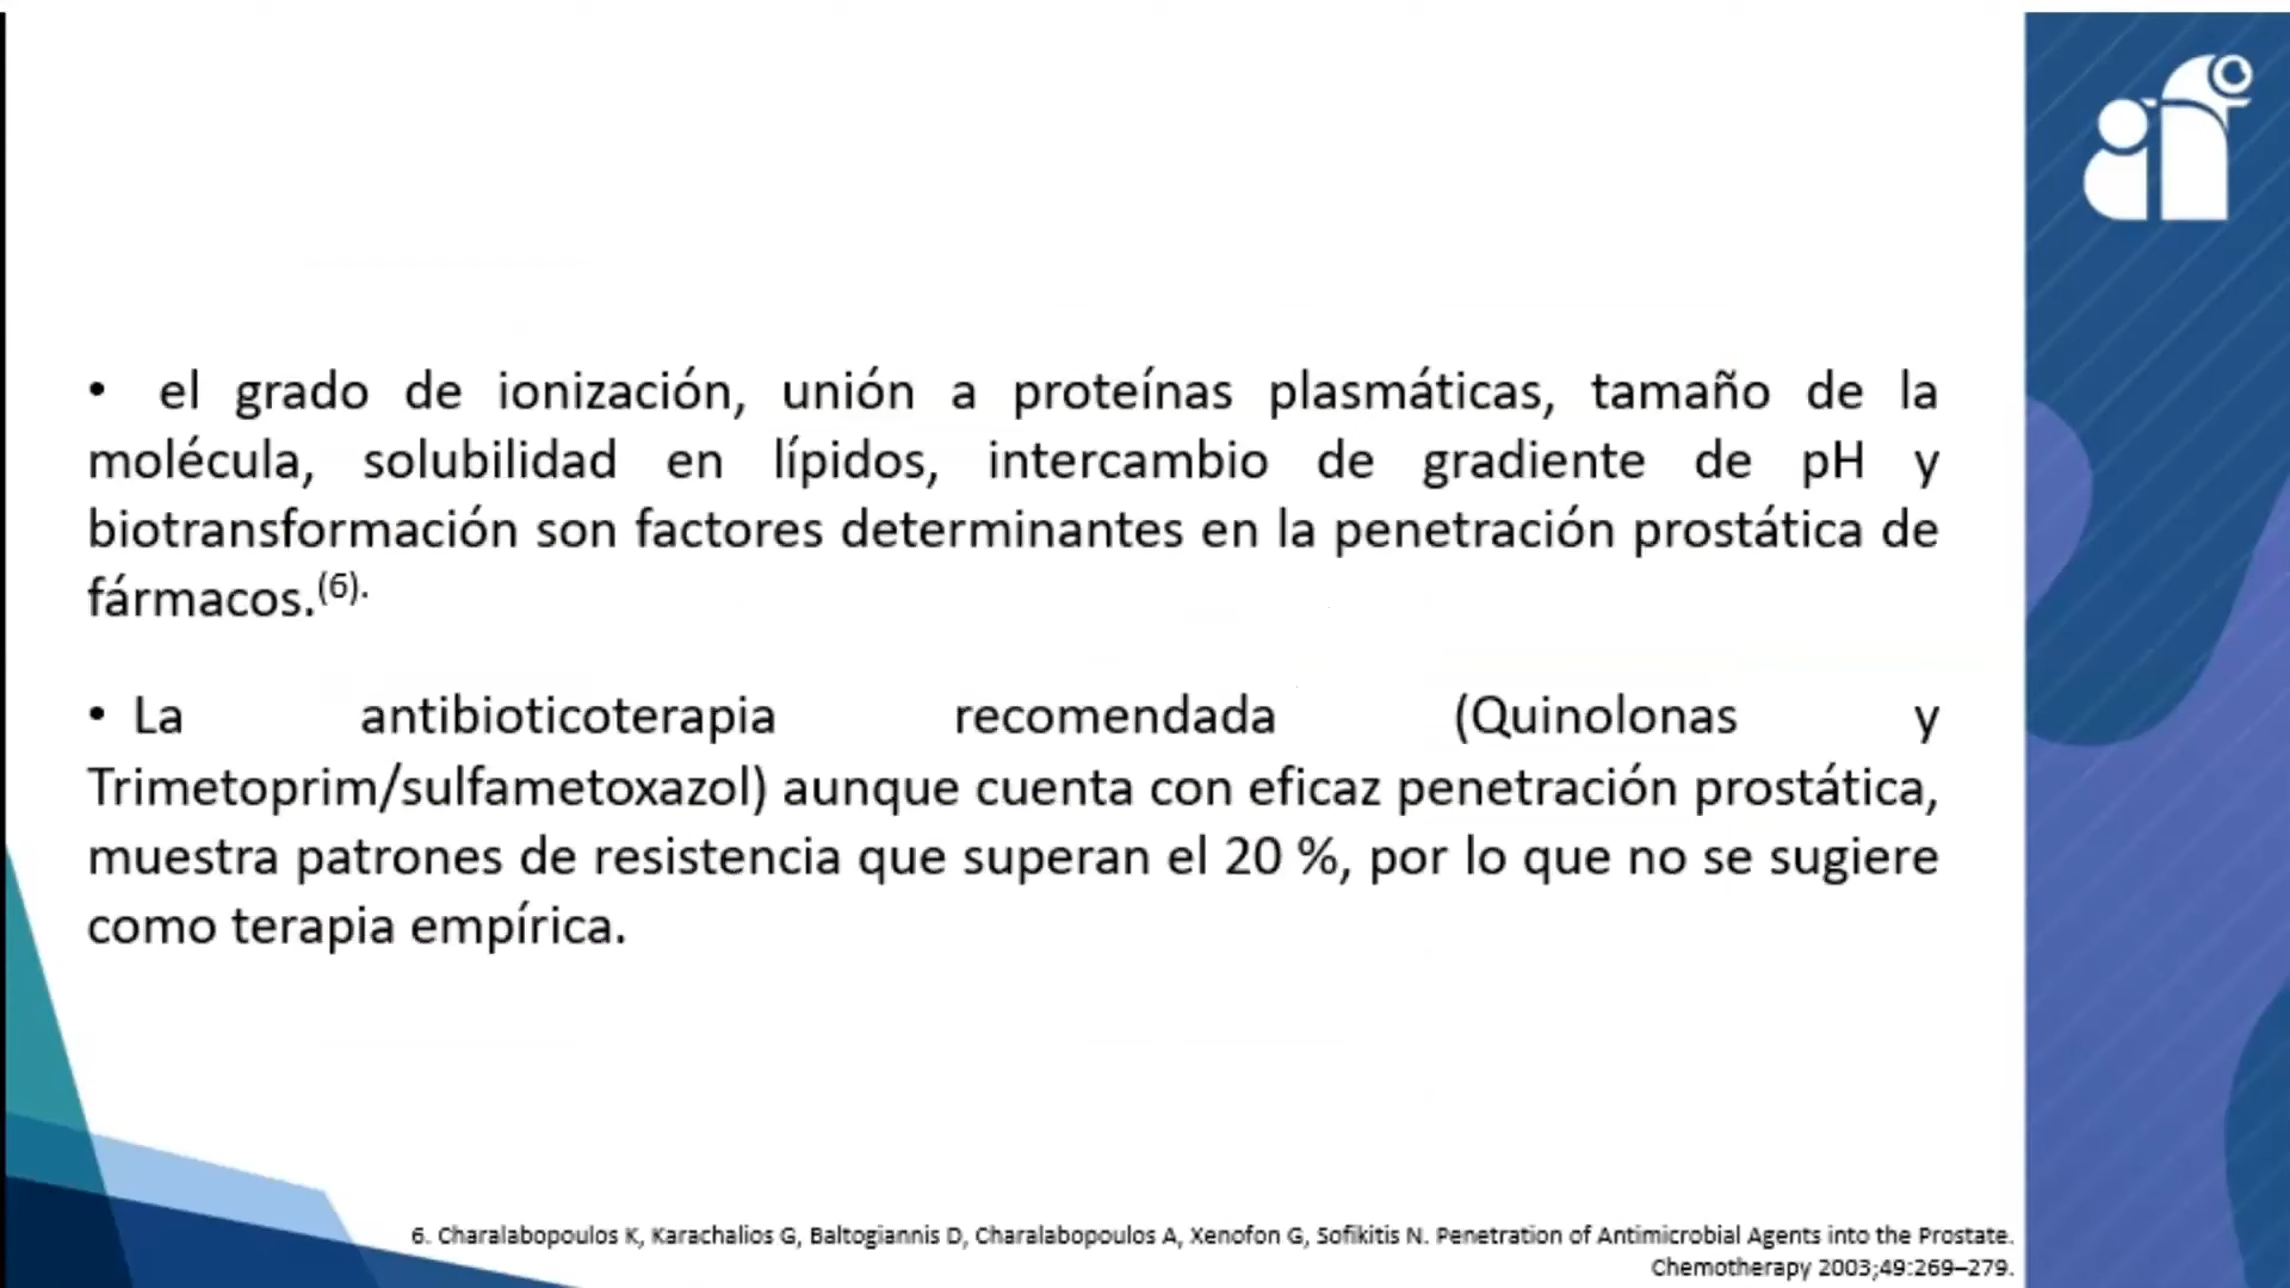 • el grado de ionización, unión a proteínas plasmáticas, tamaño de la
molécula, solubilidad en lípidos, intercambio de gradiente de pH y
biotransformación son factores determinantes en la penetración prostática de
fármacos.(6).
• La antibioticoterapia recomendada (Quinolonas y
Trimetoprim/sulfametoxazol) aunque cuenta con eficaz penetración prostática,
muestra patrones de resistencia que superan el 20 %, por lo que no se sugiere
como terapia empírica.
6. Charalabopoulos K, Karachalios G, Baltogiannis D, Charalabopoulos A, Xenofon G, Sofikitis N. Penetration of Antimicrobial Agents into the Prostate.
Chemotherapy 2003;49:269–279.